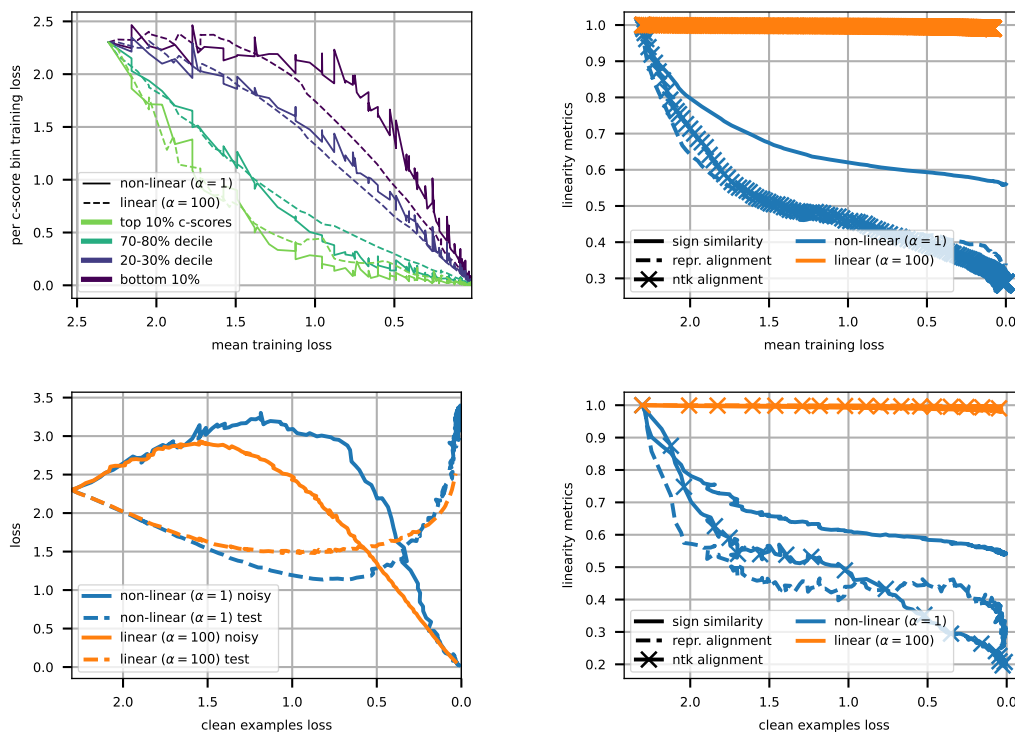 2.5
2.0
1.5
1.0
0.5
0.0
per c-score bin training loss
non-linear (α = 1)
linear (α = 100)
top 10% c-scores
70-80% decile
20-30% decile
bottom 10%
2.5 2.0 1.5 1.0 0.5
mean training loss
1.0
0.9
0.8
0.7
0.6
0.5
0.4
0.3
linearity metrics
sign similarity
repr. alignment
ntk alignment
non-linear (α = 1)
linear (α = 100)
2.0 1.5 1.0 0.5 0.0
mean training loss
3.5
3.0
2.5
2.0
1.5
1.0
0.5
0.0
loss
non-linear (α = 1) noisy
non-linear (α = 1) test
linear (α = 100) noisy
linear (α = 100) test
2.0 1.5 1.0 0.5 0.0
clean examples loss
1.0
0.9
0.8
0.7
0.6
0.5
0.4
0.3
0.2
linearity metrics
sign similarity
repr. alignment
ntk alignment
non-linear (α = 1)
linear (α = 100)
2.0 1.5 1.0 0.5 0.0
clean examples loss